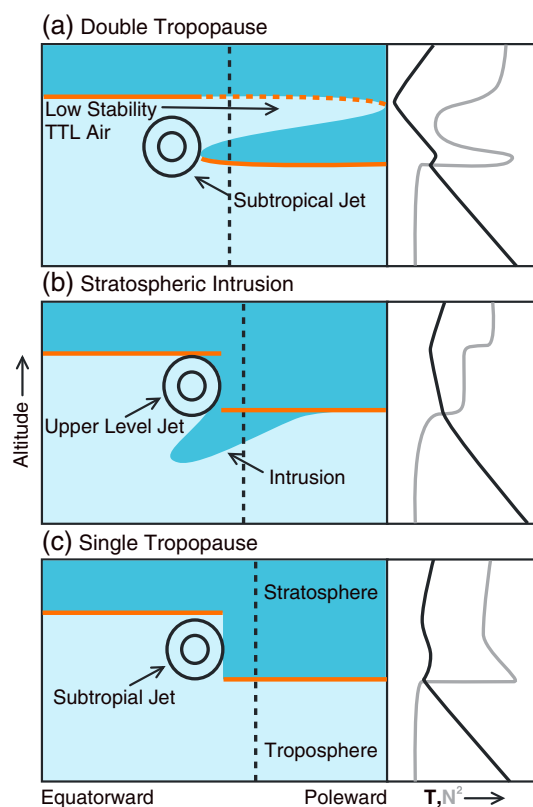 (a) Double Tropopause
Low Stability
TTL Air
Subtropical Jet
(b) Stratospheric Intrusion
Altitude
Upper Level Jet
Intrusion
(c) Single Tropopause
Stratosphere
Subtropial Jet
Troposphere
Equatorward
Poleward
T,N²